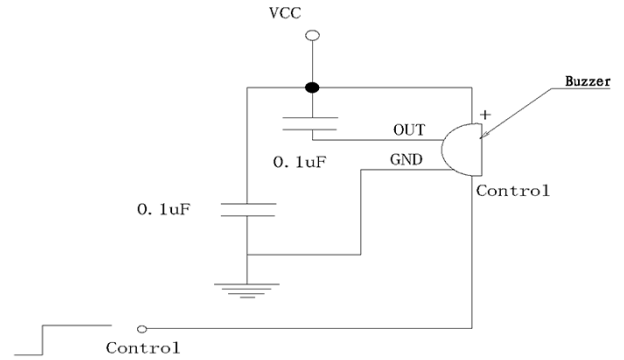 VCC
Buzzer
+
OUT
0.1uF
GND
Control
0.1uF
Control